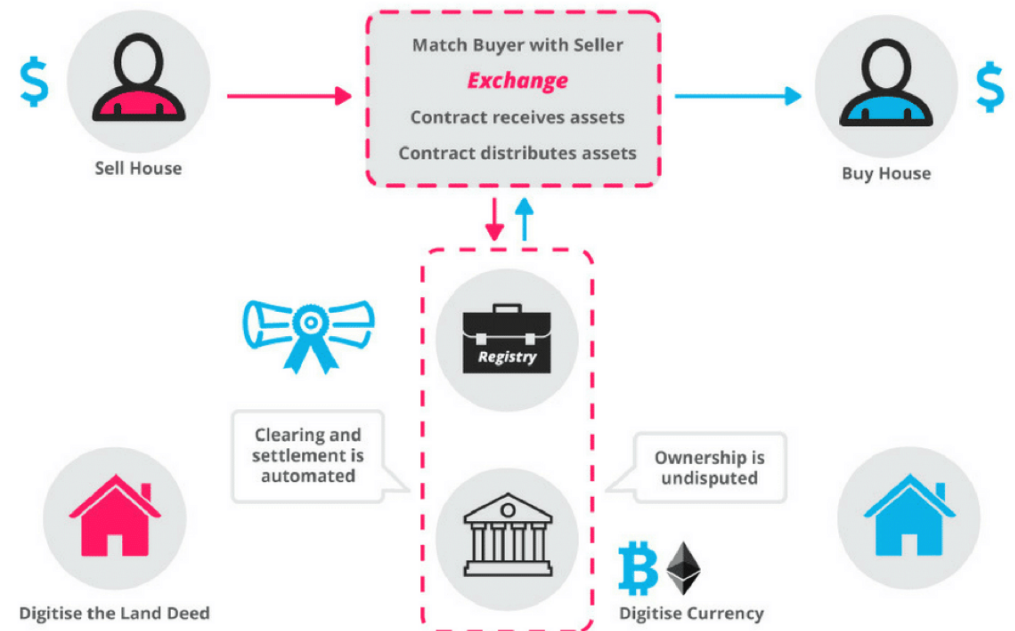 Match Buyer with Seller
Exchange
Contract receives assets
Contract distributes assets
$
$
Sell House
Buy House
Registry
Clearing and
settlement is
automated
Ownership is
undisputed
Digitise the Land Deed
Digitise Currency